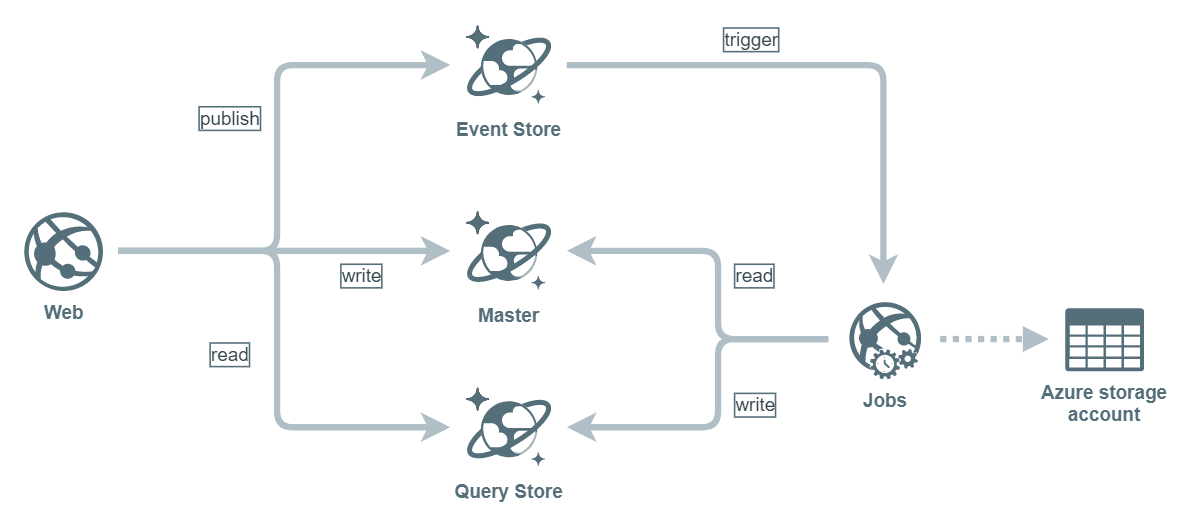 trigger
publish
Event Store
Web
write
Master
read
read
Jobs
Azure storage
account
write
Query Store